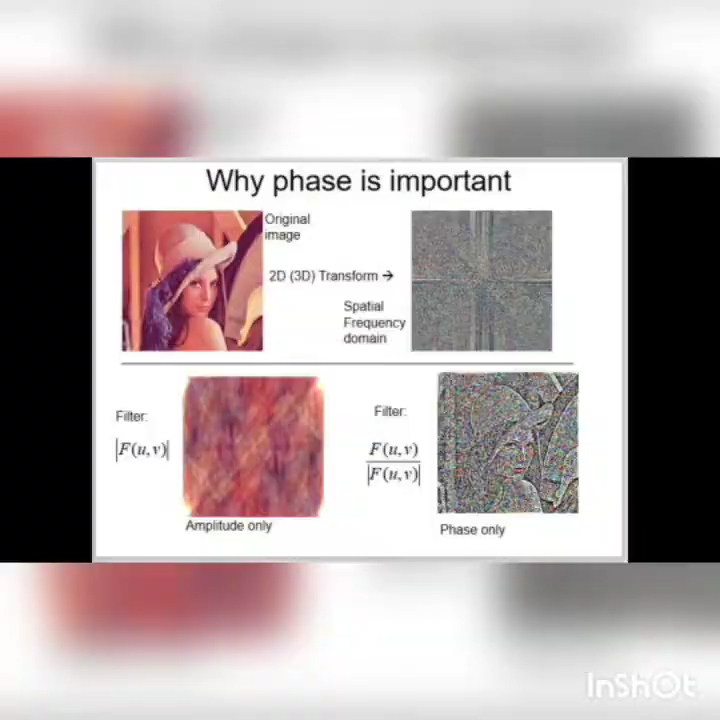 Why phase is important
Original
image
2D (3D) Transform →
Spatial
Frequency
domain
Filter:
|F(u,v)|
Amplitude only
Filter:
F(u,v)
|F(u,v)|
Phase only
InShOt